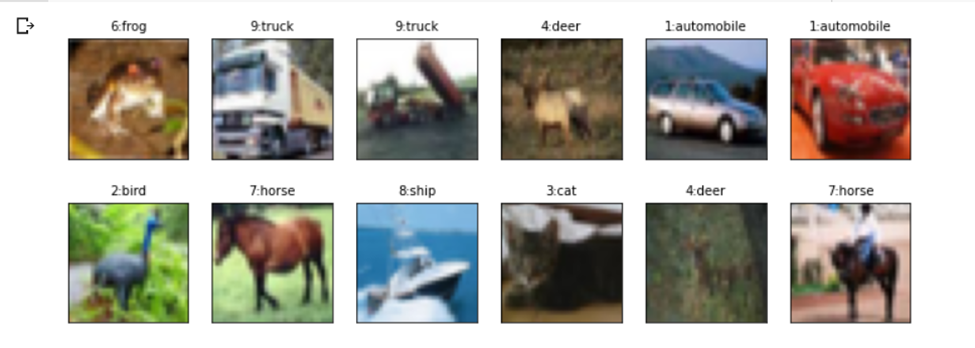 6:frog 9:truck 9:truck 4:deer 1:automobile 1:automobile
2:bird 7:horse 8:ship 3:cat 4:deer 7:horse